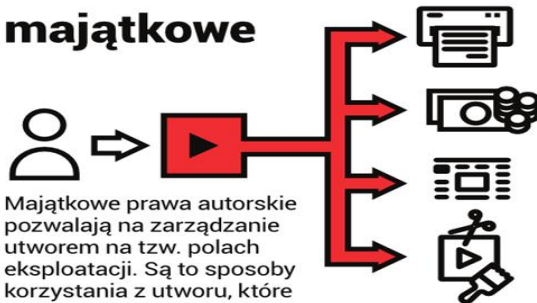 majątkowe
Majątkowe prawa autorskie
pozwalają na zarządzanie
utworem na tzw. polach
eksploatacji. Są to sposoby
korzystania z utworu, które